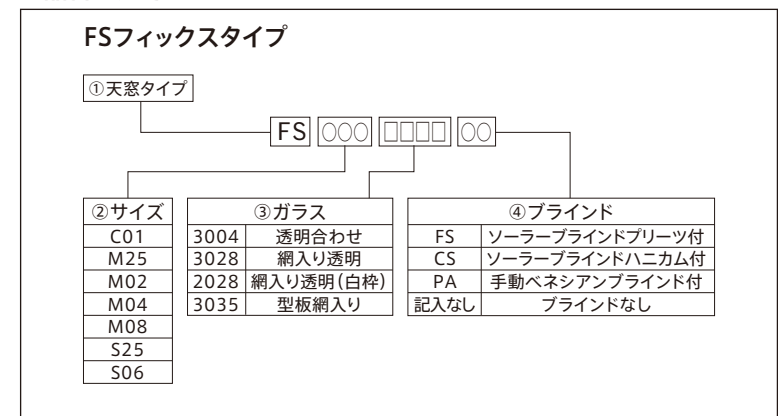 FSフィックスタイプ
①天窓タイプ
FS ○○○ □□□□ ○○
②サイズ
C01
M25
M02
M04
M08
S25
S06
③ガラス
3004 透明合わせ
3028 網入り透明
2028 網入り透明(白枠)
3035 型板網入り
④ブラインド
FS ソーラーブラインドプリーツ付
CS ソーラーブラインドハニカム付
PA 手動ベネシアンブラインド付
記入なし ブラインドなし